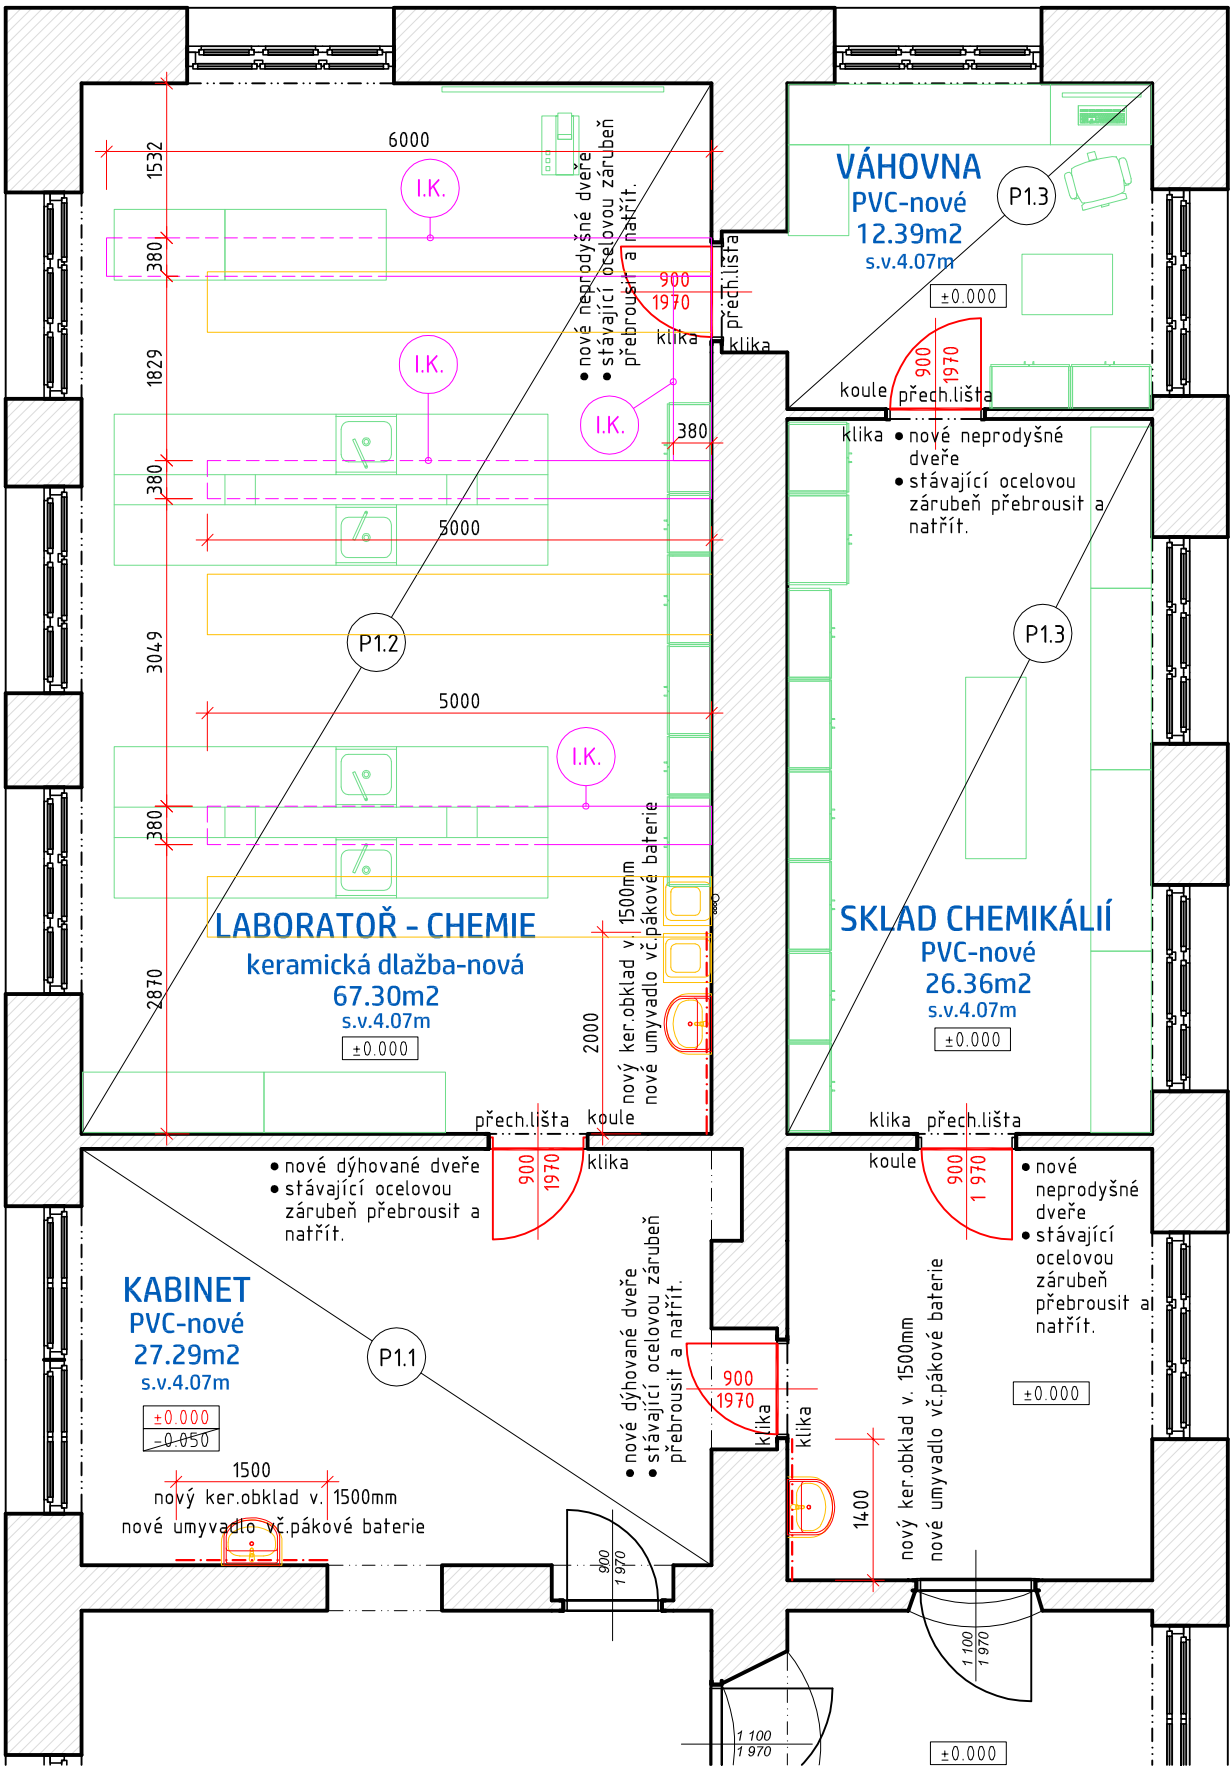 6000
1532
I.K.
380
1829
I.K.
I.K.
380
• nové neprodyšné dveře
• stávající ocelovou zárubeň
přebrousit a natřít.
900
1970
klika
přech.lišta
klika
VÁHOVNA
PVC-nové
12.39m2
s.v.4.07m
±0.000
P1.3
900
1970
koule
přech.lišta
klika
• nové neprodyšné
dveře
• stávající ocelovou
zárubeň přebrousit a
natřít.
380
5000
3049
P1.2
5000
I.K.
380
2870
LABORATOŘ - CHEMIE
keramická dlažba-nová
67.30m2
s.v.4.07m
±0.000
2000
nový ker.obklad v. 1500mm
nové umyvadlo vč.pákové baterie
P1.3
SKLAD CHEMIKÁLIÍ
PVC-nové
26.36m2
s.v.4.07m
±0.000
přech.lišta
koule
klika
900
1970
klika
přech.lišta
koule
900
1 970
• nové dýhované dveře
• stávající ocelovou
zárubeň přebrousit a
natřít.
• nové
neprodyšné
dveře
• stávající
ocelovou
zárubeň
přebrousit a
natřít.
KABINET
PVC-nové
27.29m2
s.v.4.07m
±0.000
-0.050
P1.1
• nové dýhované dveře
• stávající ocelovou zárubeň
přebrousit a natřít.
900
1970
klika
klika
1500
nový ker.obklad v. 1500mm
nové umyvadlo vč.pákové baterie
1400
nový ker.obklad v. 1500mm
nové umyvadlo vč.pákové baterie
±0.000
900
1 970
1 100
1 970
1 100
1 970
±0.000